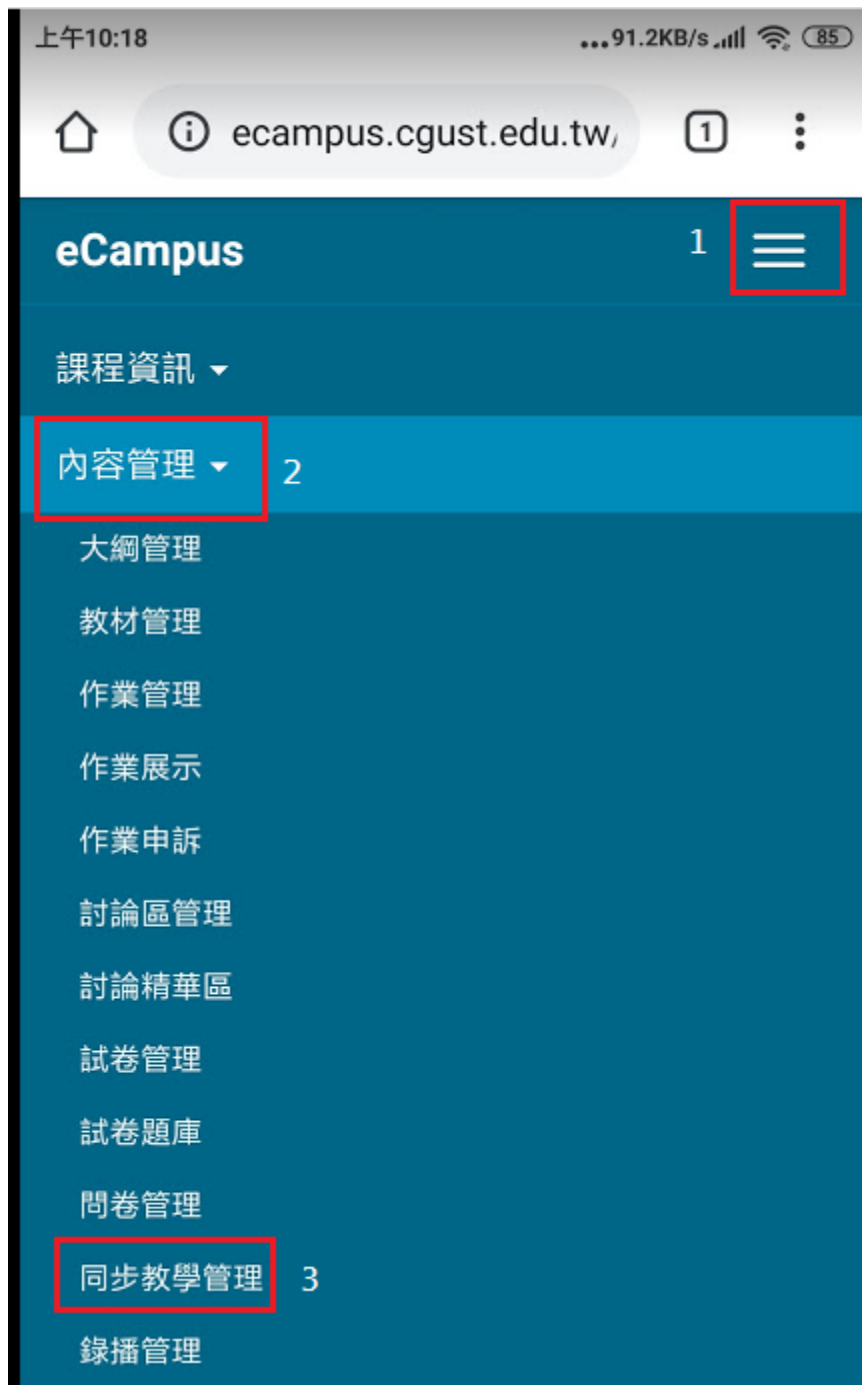 上午10:18 ...91.2KB/s 85
ecampus.cgust.edu.tw/ 1
eCampus 1
課程資訊
內容管理 2
大綱管理
教材管理
作業管理
作業展示
作業申訴
討論區管理
討論精華區
試卷管理
試卷題庫
問卷管理
同步教學管理 3
錄播管理